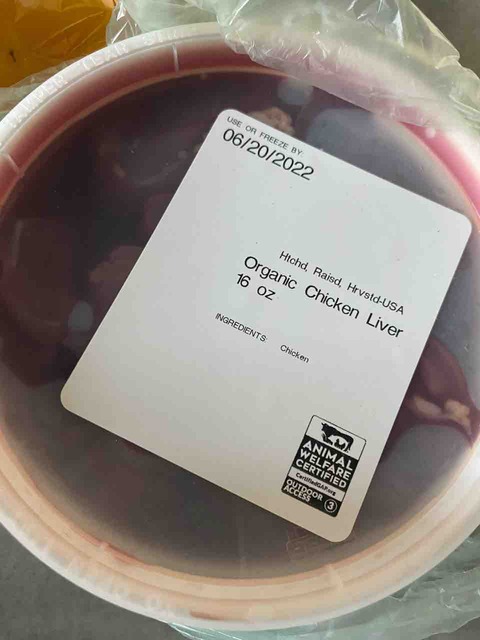 USE OR FREEZE BY:
06/20/2022
Htchd, Raisd, Hrvstd-USA
Organic Chicken Liver
16 oz
INGREDIENTS: Chicken
ANIMAL
WELFARE
CERTIFIED
OUTDOOR
ACCESS 3